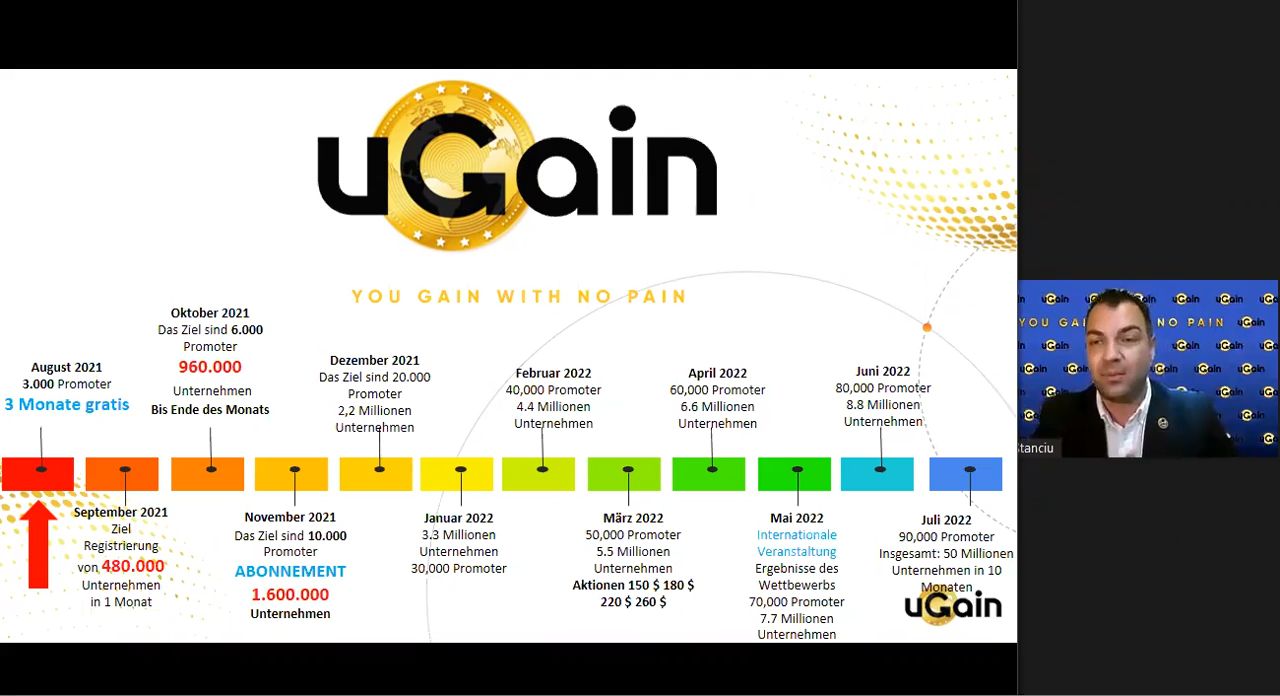 uGain
YOU GAIN WITH NO PAIN
August 2021
3.000 Promoter
3 Monate gratis
September 2021
Ziel
Registrierung
von 480.000
Unternehmen
in 1 Monat
Oktober 2021
Das Ziel sind 6.000
Promoter
960.000
Unternehmen
Bis Ende des Monats
November 2021
Das Ziel sind 10.000
Promoter
ABONNEMENT
1.600.000
Unternehmen
Dezember 2021
Das Ziel sind 20.000
Promoter
2,2 Millionen
Unternehmen
Januar 2022
3.3 Millionen
Unternehmen
30,000 Promoter
Februar 2022
40,000 Promoter
4.4 Millionen
Unternehmen
März 2022
50,000 Promoter
5.5 Millionen
Unternehmen
Aktionen 150 $ 180 $
220 $ 260 $
April 2022
60,000 Promoter
6.6 Millionen
Unternehmen
Mai 2022
Internationale
Veranstaltung
Ergebnisse des
Wettbewerbs
70,000 Promoter
7.7 Millionen
Unternehmen
Juni 2022
80,000 Promoter
8.8 Millionen
Unternehmen
Juli 2022
90,000 Promoter
Insgesamt: 50 Millionen
Unternehmen in 10
Monaten
uGain
uGain uGain uGain uGain
YOU GA NO PAIN uGain
Stanciu